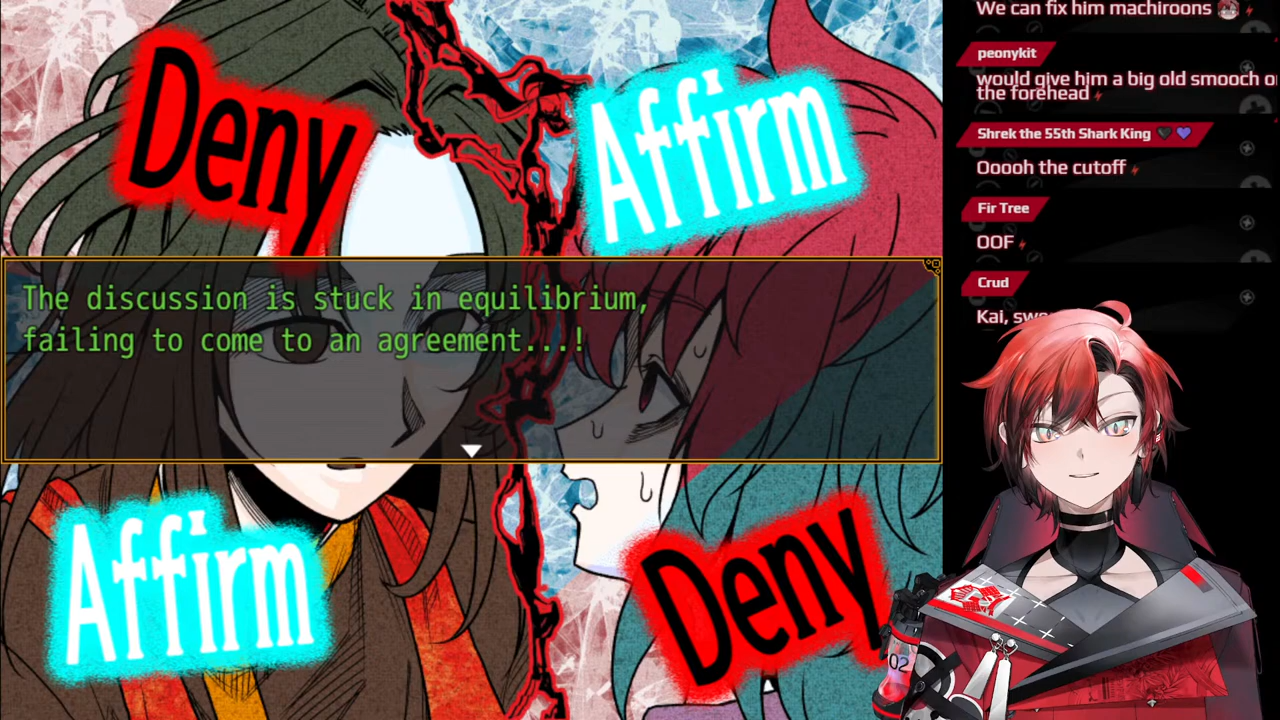 Deny
Affirm
The discussion is stuck in equilibrium,
failing to come to an agreement...!
Affirm
Deny
We can fix him machiroons
peonykit
would give him a big old smooch
the forehead
Shrek the 55th Shark King
Ooooh the cutoff
Fir Tree
OOF
Crud
Kai,
02